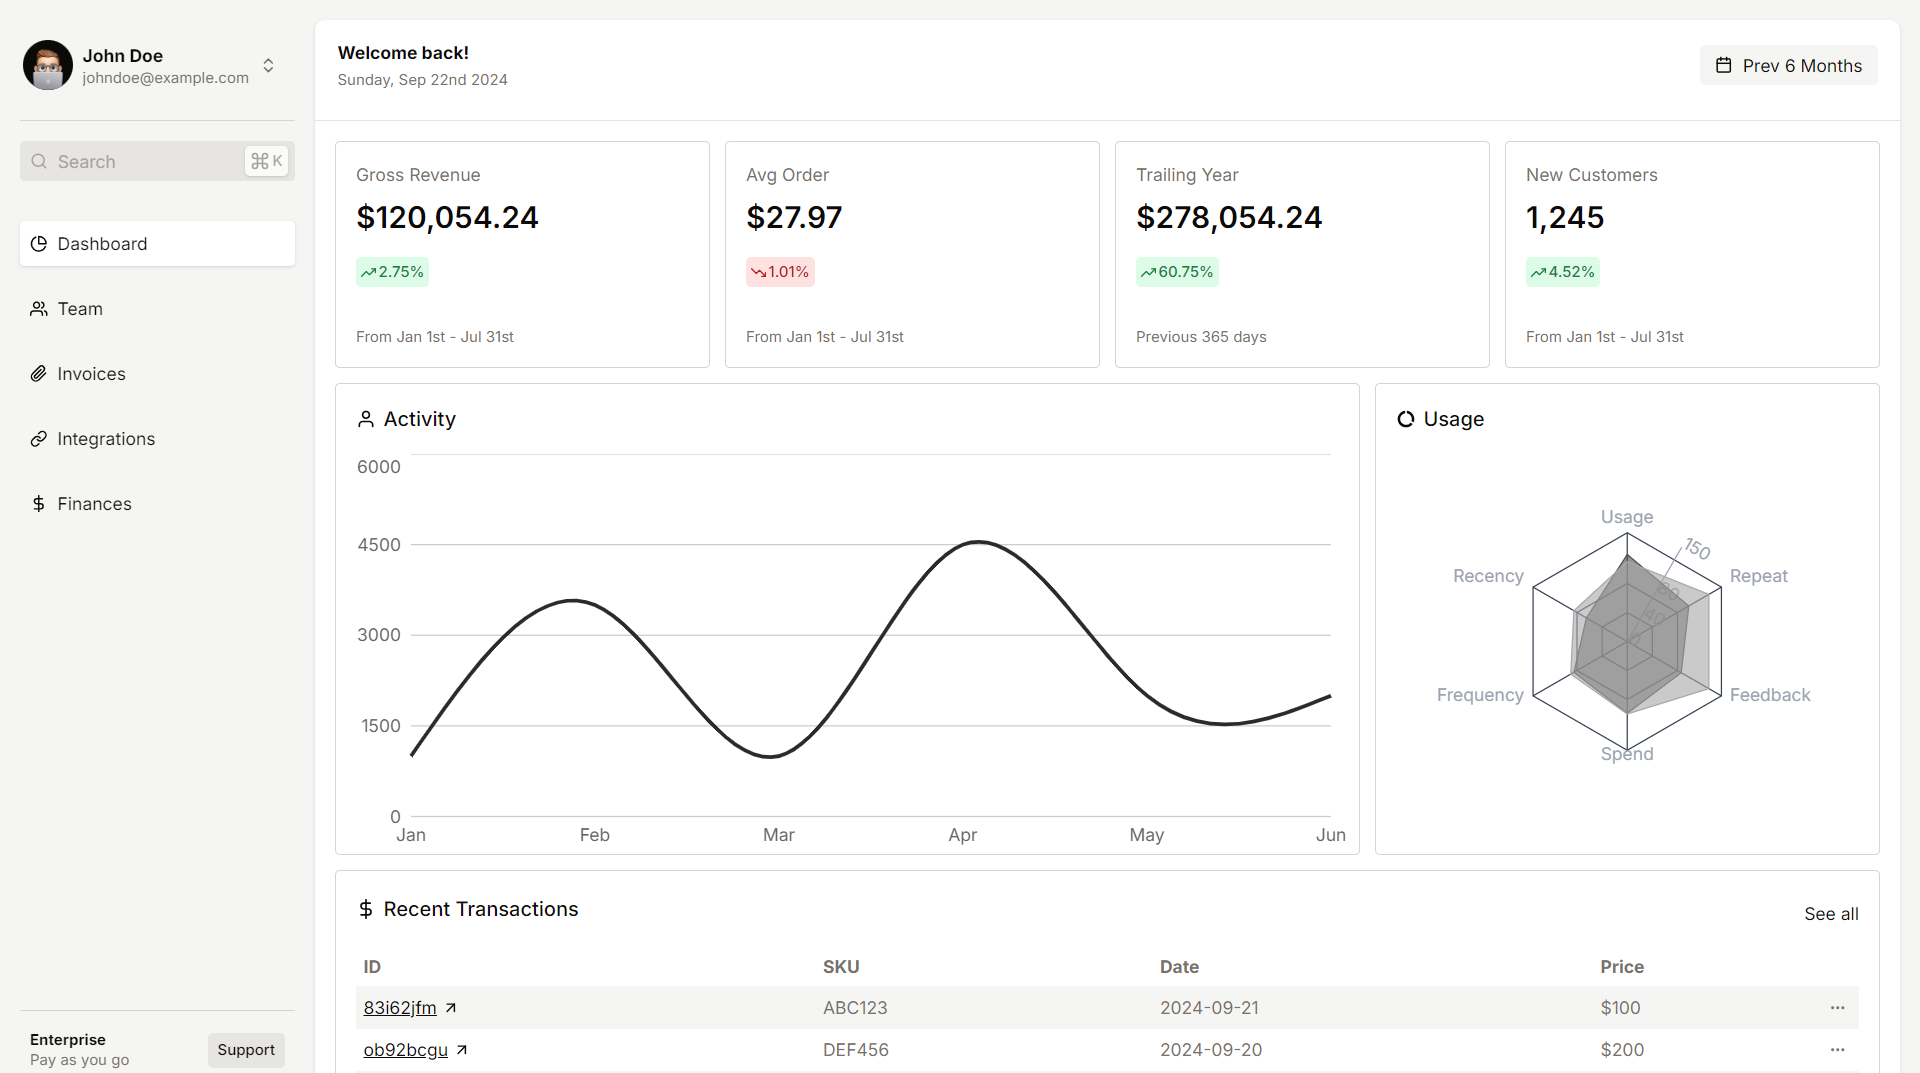 John Doe
johndoe@example.com
Search
⌘ K
Dashboard
Team
Invoices
Integrations
Finances
Enterprise
Pay as you go
Support
Welcome back!
Sunday, Sep 22nd 2024
Prev 6 Months
Gross Revenue
$120,054.24
2.75%
From Jan 1st - Jul 31st
Avg Order
$27.97
1.01%
From Jan 1st - Jul 31st
Trailing Year
$278,054.24
60.75%
Previous 365 days
New Customers
1,245
4.52%
From Jan 1st - Jul 31st
Activity
6000
4500
3000
1500
0
Jan Feb Mar Apr May Jun
Usage
Usage
150
Recency
Repeat
80
40
0
Frequency
Feedback
Spend
$ Recent Transactions
See all
ID SKU Date Price
83i62jfm ABC123 2024-09-21 $100
ob92bcgu DEF456 2024-09-20 $200